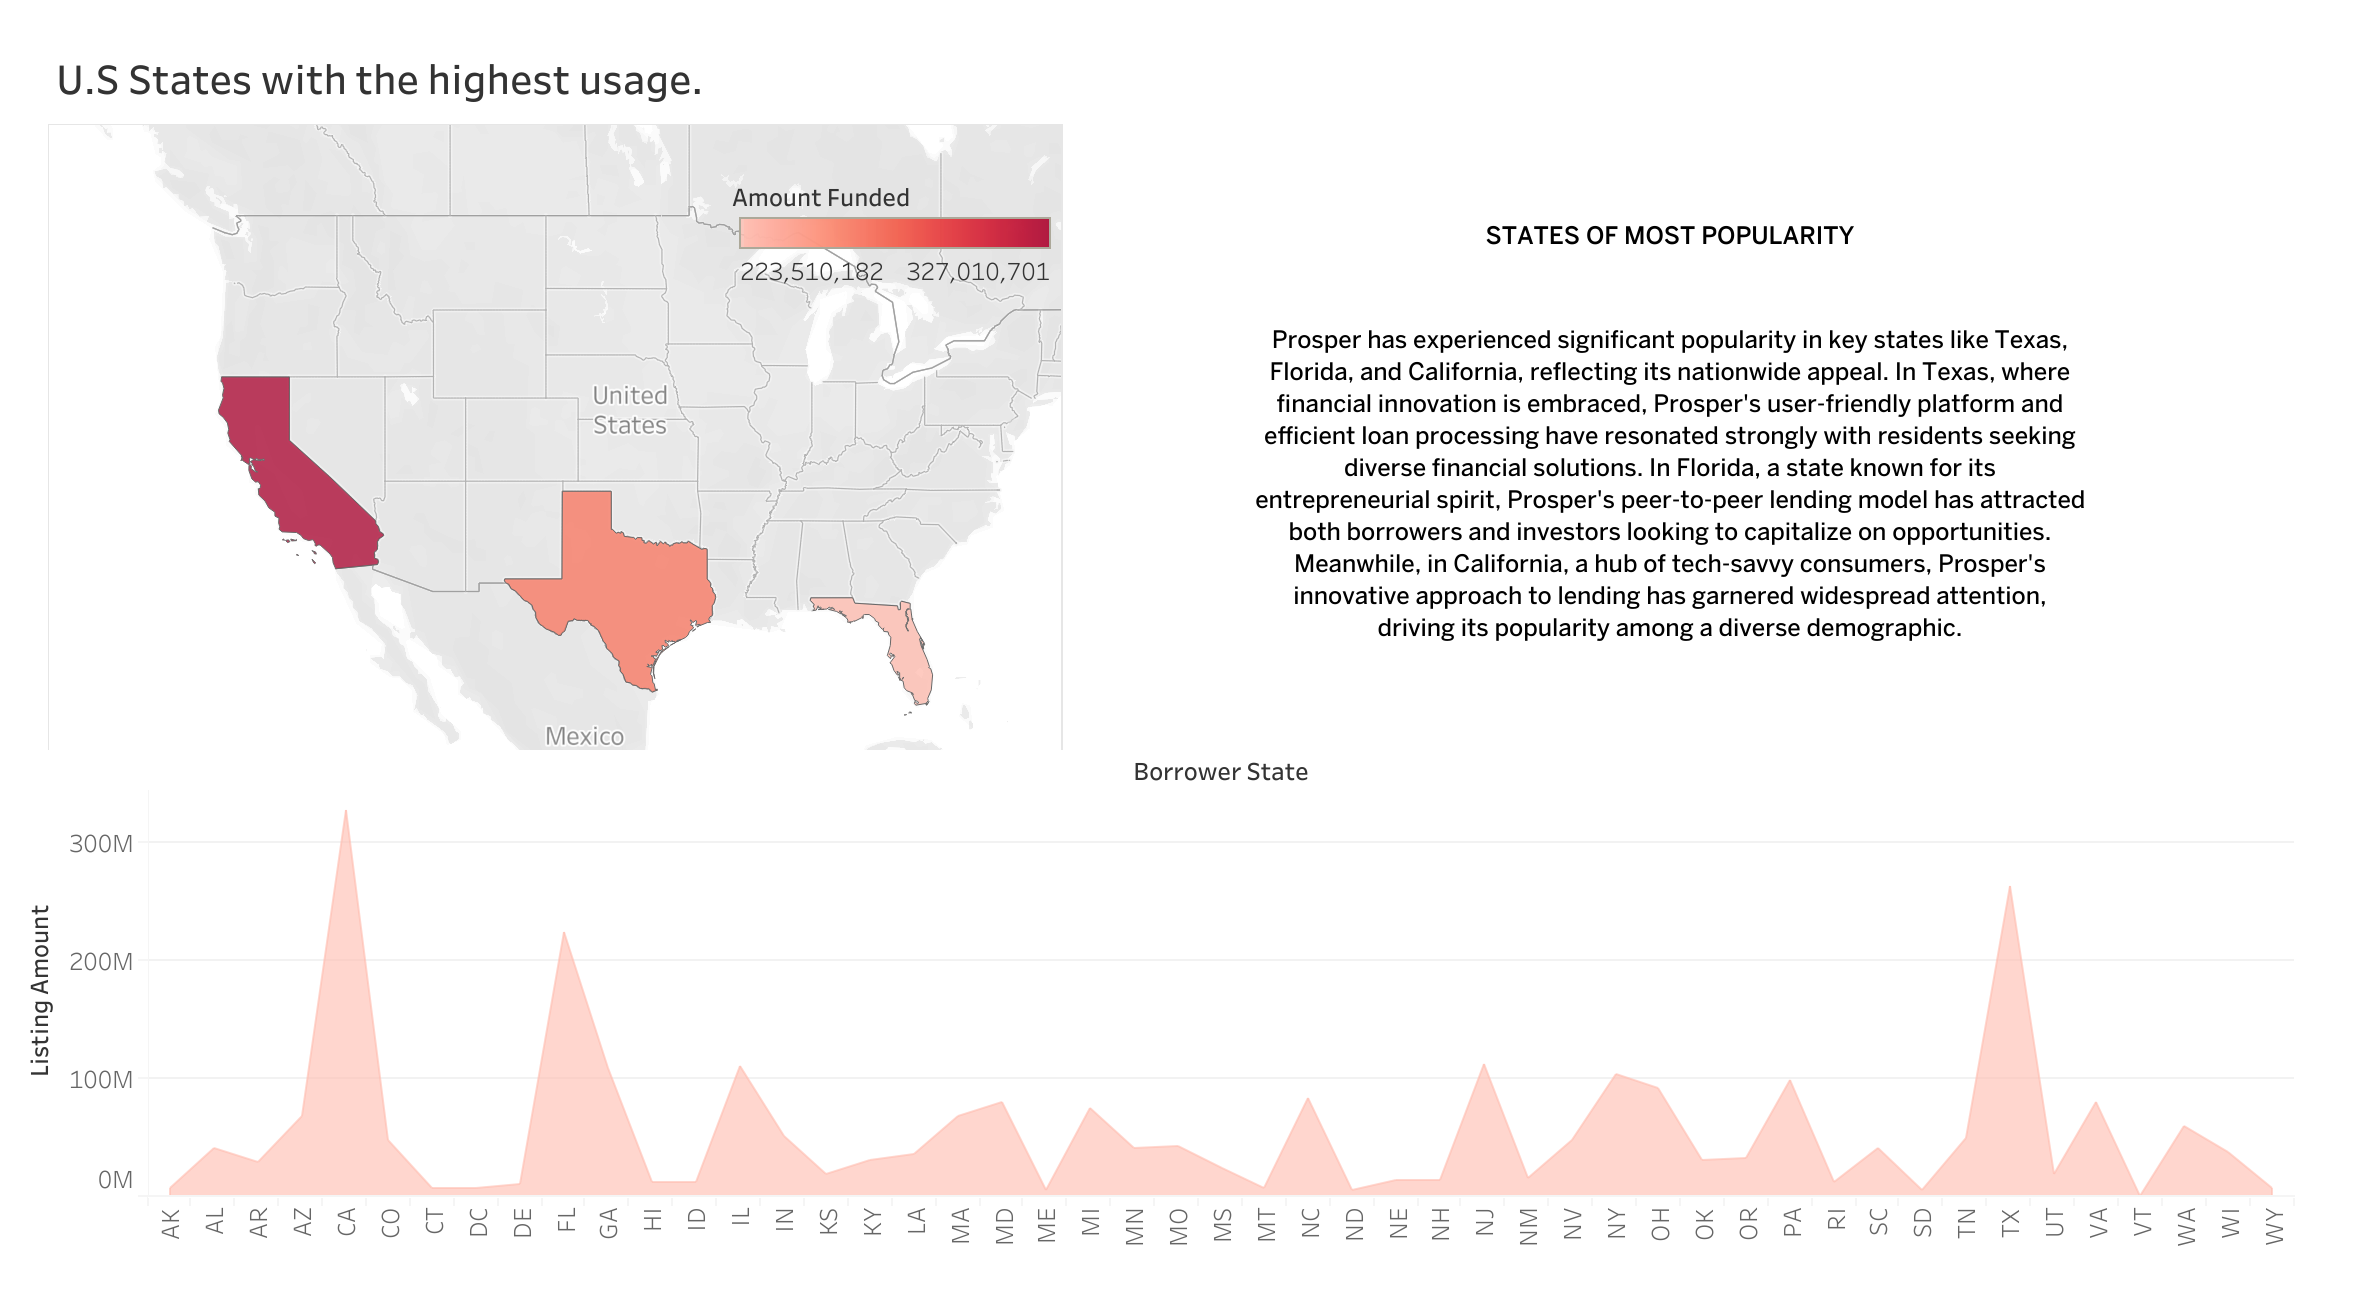 U.S States with the highest usage.
Amount Funded
223,510,182 327,010,701
United
States
Mexico
STATES OF MOST POPULARITY
Prosper has experienced significant popularity in key states like Texas,
Florida, and California, reflecting its nationwide appeal. In Texas, where
financial innovation is embraced, Prosper's user-friendly platform and
efficient loan processing have resonated strongly with residents seeking
diverse financial solutions. In Florida, a state known for its
entrepreneurial spirit, Prosper's peer-to-peer lending model has attracted
both borrowers and investors looking to capitalize on opportunities.
Meanwhile, in California, a hub of tech-savvy consumers, Prosper's
innovative approach to lending has garnered widespread attention,
driving its popularity among a diverse demographic.
Borrower State
Listing Amount
300M
200M
100M
0M
AK AL AR AZ CA CO CT DC DE FL GA HI ID IL IN KS KY LA MA MD ME MI MN MO MS MT NC ND NE NH NJ NM NV NY OH OK OR PA RI SC SD TN TX UT VA VT WA WI WY